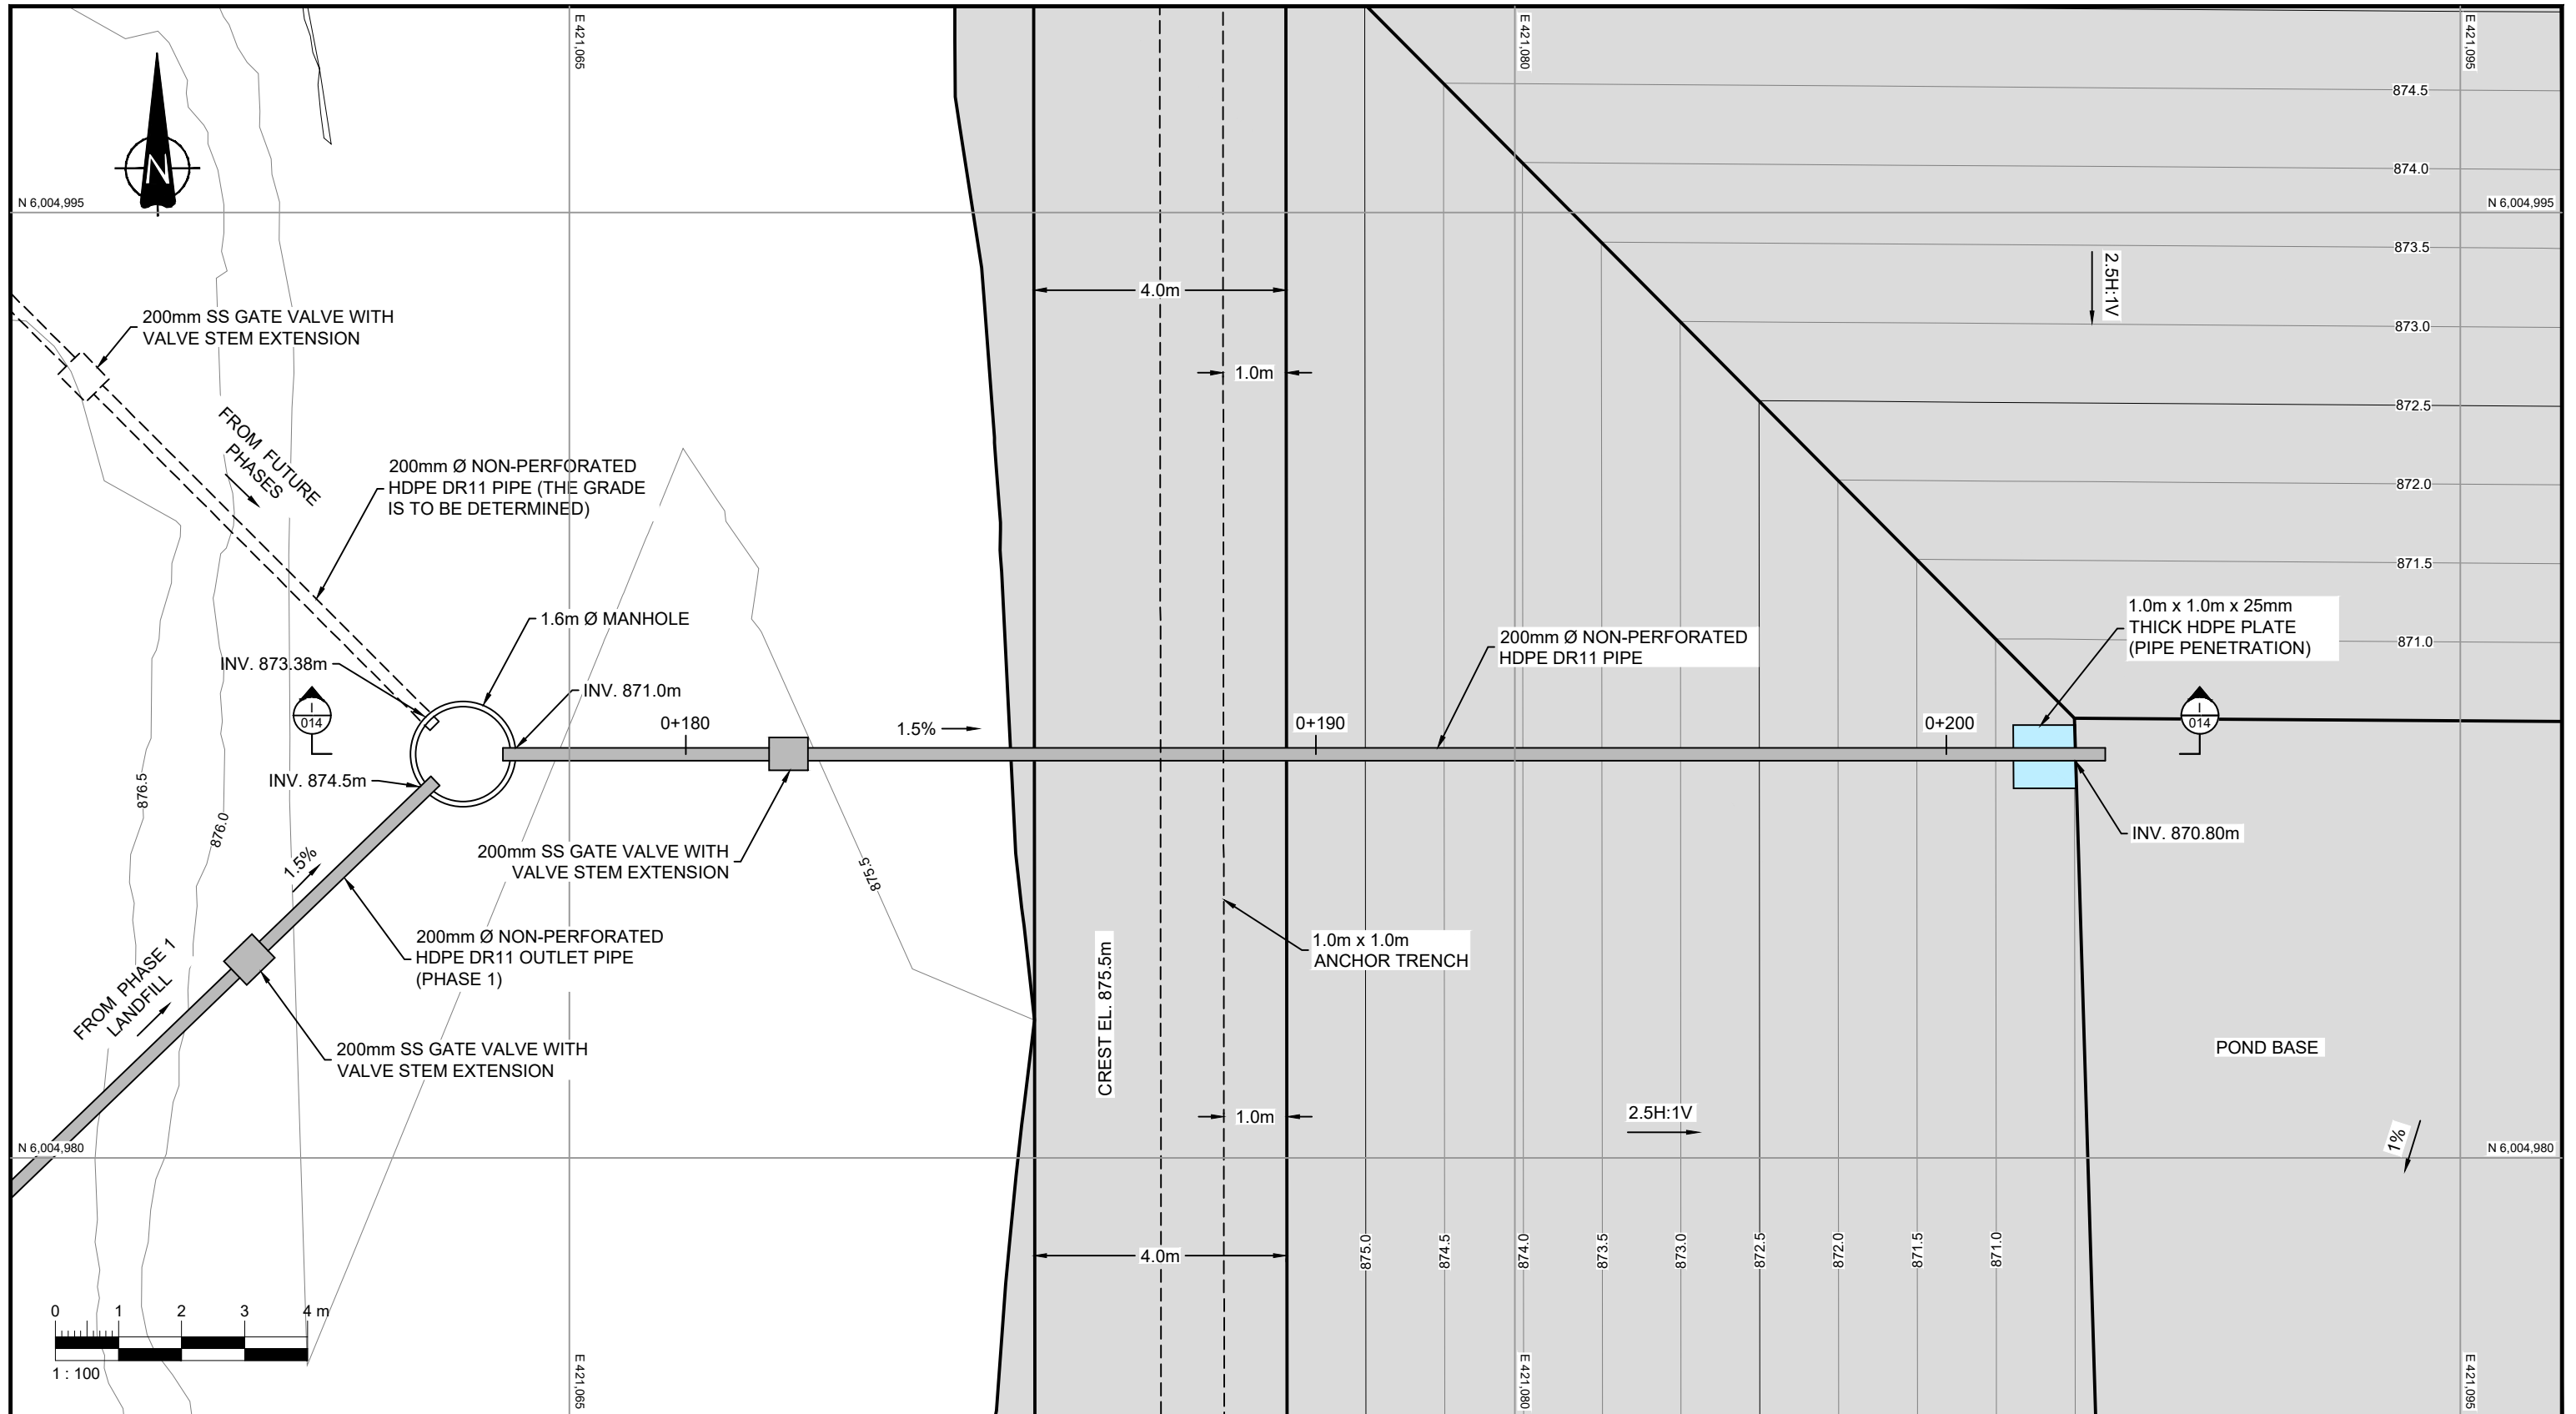 E 421,065
E 421,080
E 421,095
874.5
N
874.0
N 6,004,995
N 6,004,995
873.5
2.5H:1V
4.0m
200mm SS GATE VALVE WITH
VALVE STEM EXTENSION
873.0
1.0m
872.5
FROM FUTURE
PHASES
200mm Ø NON-PERFORATED
HDPE DR11 PIPE (THE GRADE
IS TO BE DETERMINED)
872.0
871.5
1.6m Ø MANHOLE
1.0m x 1.0m x 25mm
THICK HDPE PLATE
(PIPE PENETRATION)
871.0
200mm Ø NON-PERFORATED
HDPE DR11 PIPE
INV. 873.38m
INV. 871.0m
I
014
0+180
1.5%
0+190
0+200
I
014
INV. 874.5m
INV. 870.80m
876.5
876.0
1.5%
200mm SS GATE VALVE WITH
VALVE STEM EXTENSION
875.5
200mm Ø NON-PERFORATED
HDPE DR11 OUTLET PIPE
(PHASE 1)
1.0m x 1.0m
ANCHOR TRENCH
CREST EL. 875.5m
FROM PHASE 1
LANDFILL
200mm SS GATE VALVE WITH
VALVE STEM EXTENSION
POND BASE
1.0m
2.5H:1V
1%
N 6,004,980
N 6,004,980
4.0m
875.0
874.5
874.0
873.5
873.0
872.5
872.0
871.5
871.0
0 1 2 3 4 m
1 : 100
E 421,065
E 421,080
E 421,095